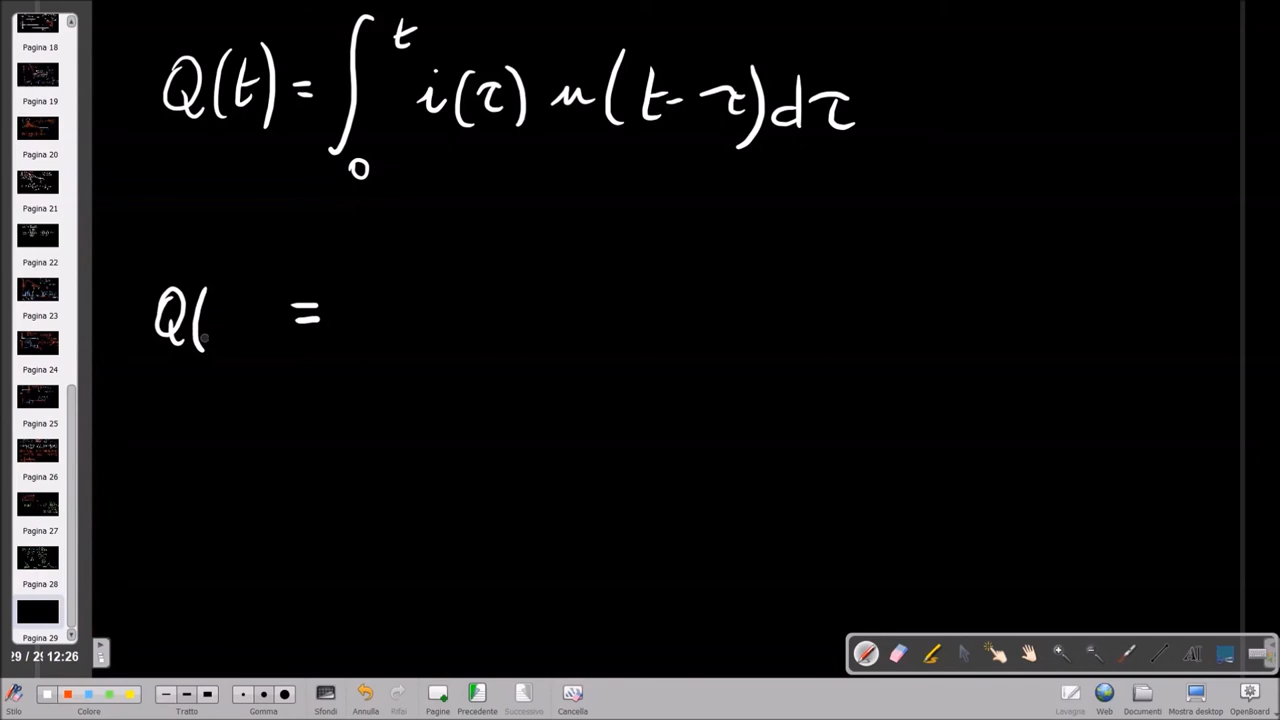 Q(t) = ∫₀ᵗ i(τ) u(t-τ)dτ
Q( =
Pagina 18
Pagina 19
Pagina 20
Pagina 21
Pagina 22
Pagina 23
Pagina 24
Pagina 25
Pagina 26
Pagina 27
Pagina 28
Pagina 29
12:26
Stilo
Colore
Tratto
Gomma
Sfondi
Annulla
Rifai
Pagine
Precedente
Successivo
Cancella
Lavagna
Web
Documenti
Mostra desktop
OpenBoard